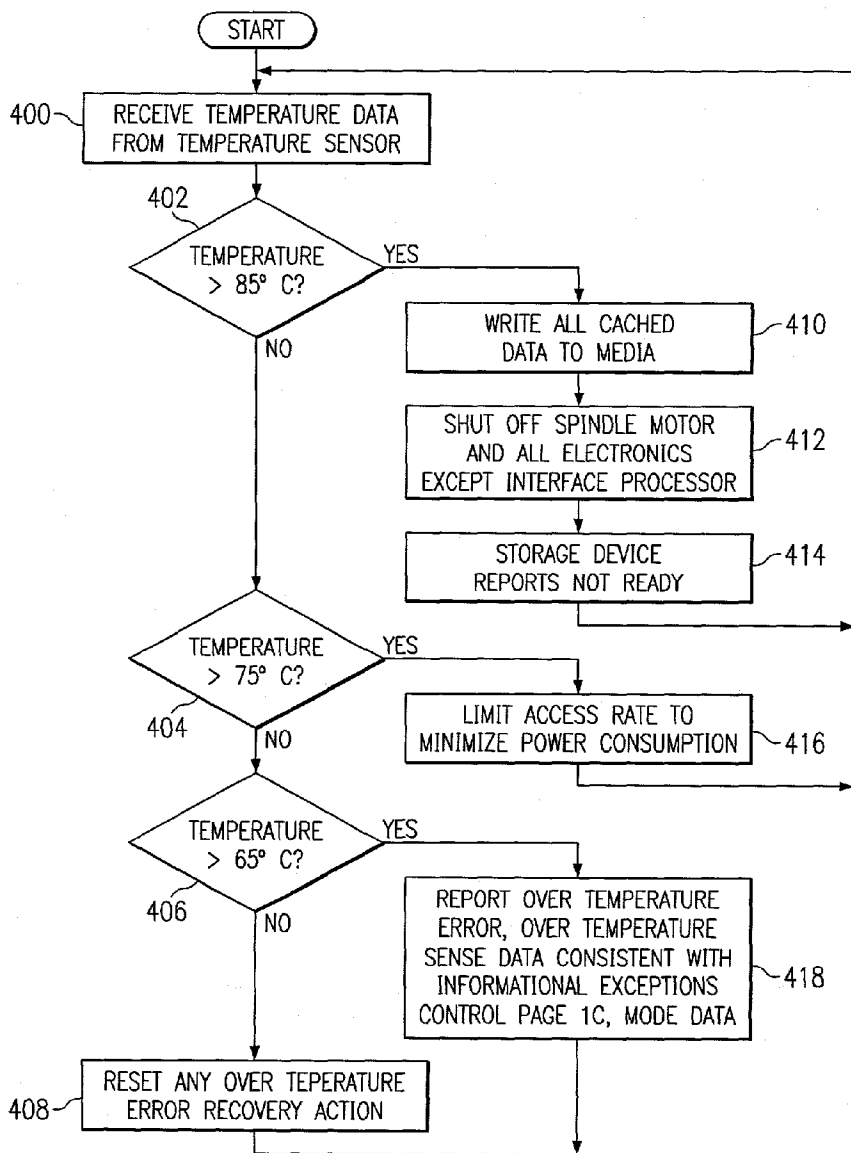 START
400
RECEIVE TEMPERATURE DATA
FROM TEMPERATURE SENSOR
402
TEMPERATURE
> 85° C?
YES
NO
WRITE ALL CACHED
DATA TO MEDIA
410
SHUT OFF SPINDLE MOTOR
AND ALL ELECTRONICS
EXCEPT INTERFACE PROCESSOR
412
STORAGE DEVICE
REPORTS NOT READY
414
TEMPERATURE
> 75° C?
YES
404
NO
LIMIT ACCESS RATE TO
MINIMIZE POWER CONSUMPTION
416
TEMPERATURE
> 65° C?
YES
406
NO
REPORT OVER TEMPERATURE
ERROR, OVER TEMPERATURE
SENSE DATA CONSISTENT WITH
INFORMATIONAL EXCEPTIONS
CONTROL PAGE 1C, MODE DATA
418
408
RESET ANY OVER TEPERATURE
ERROR RECOVERY ACTION